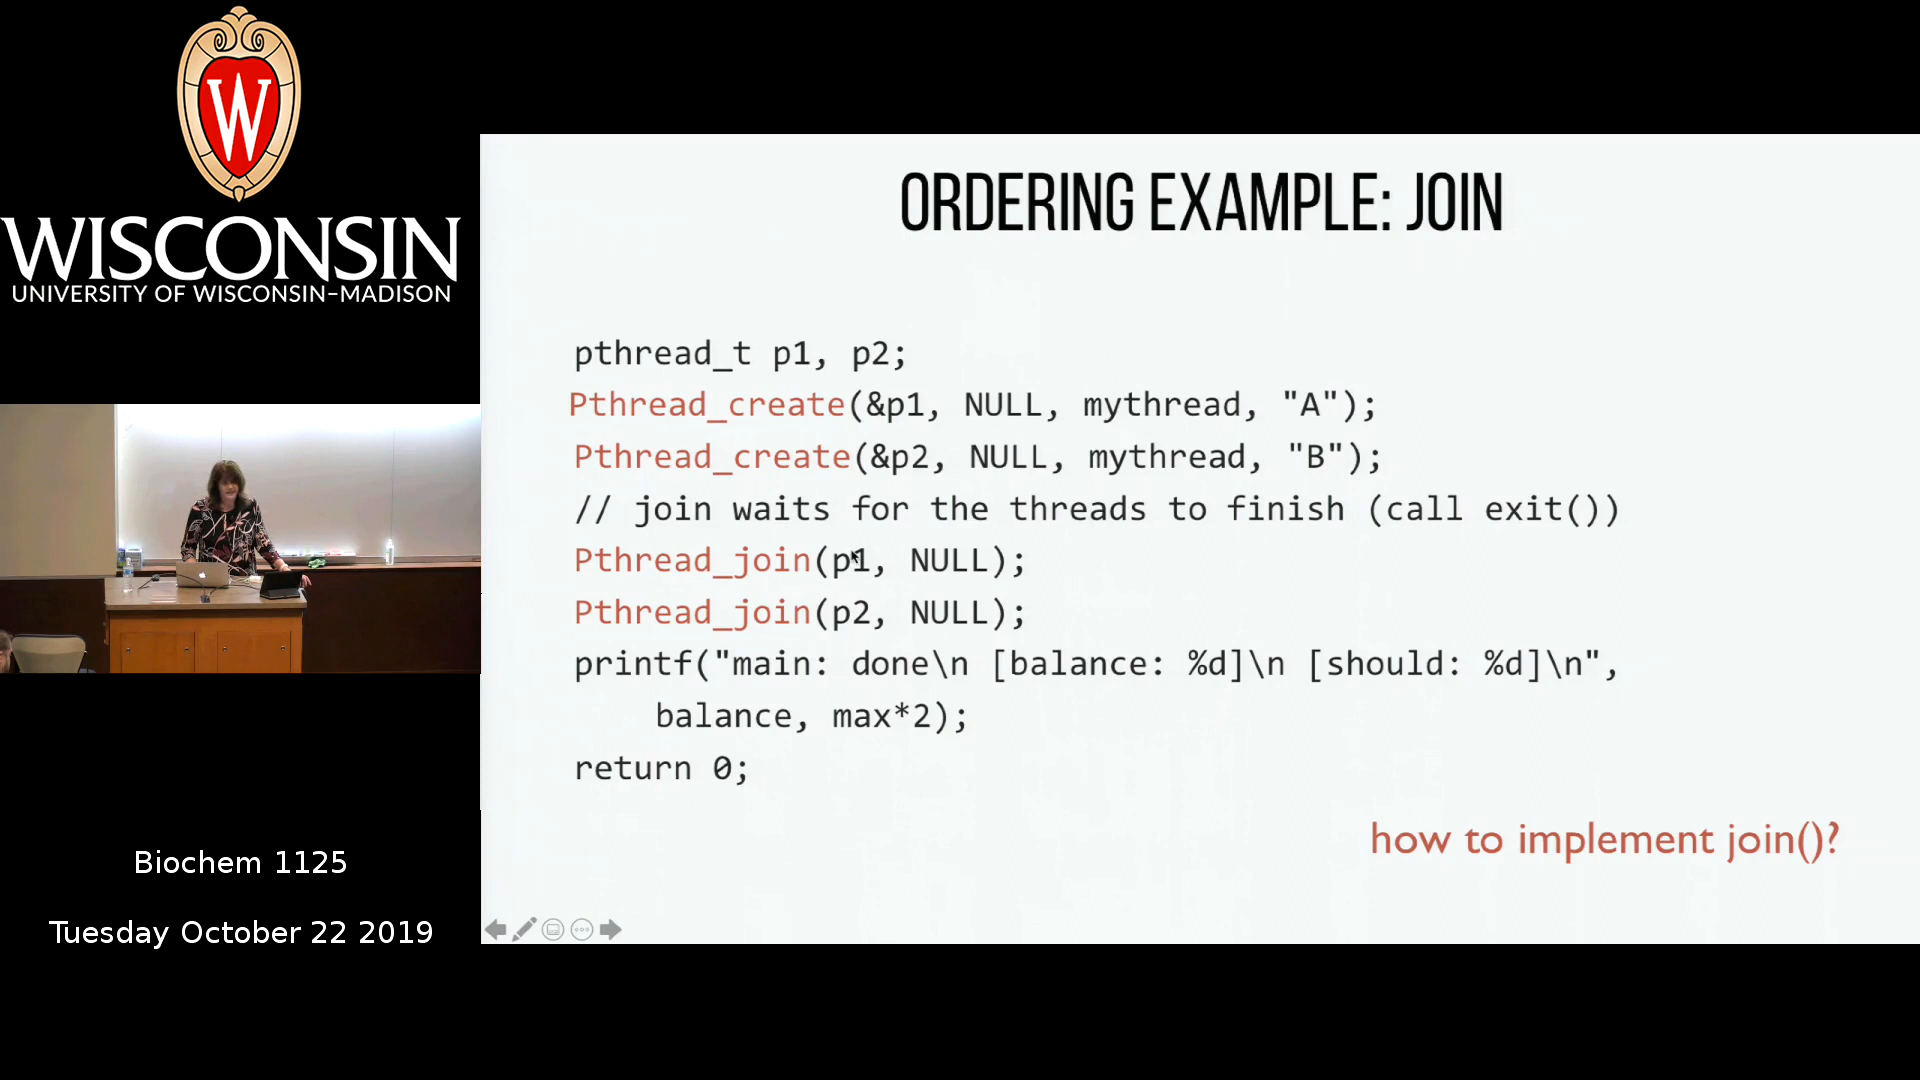 W
WISCONSIN
UNIVERSITY OF WISCONSIN–MADISON
ORDERING EXAMPLE: JOIN
pthread_t p1, p2;
Pthread_create(&p1, NULL, mythread, "A");
Pthread_create(&p2, NULL, mythread, "B");
// join waits for the threads to finish (call exit())
Pthread_join(p1, NULL);
Pthread_join(p2, NULL);
printf("main: done\n [balance: %d]\n [should: %d]\n",
balance, max*2);
return 0;
how to implement join()?
Biochem 1125
Tuesday October 22 2019